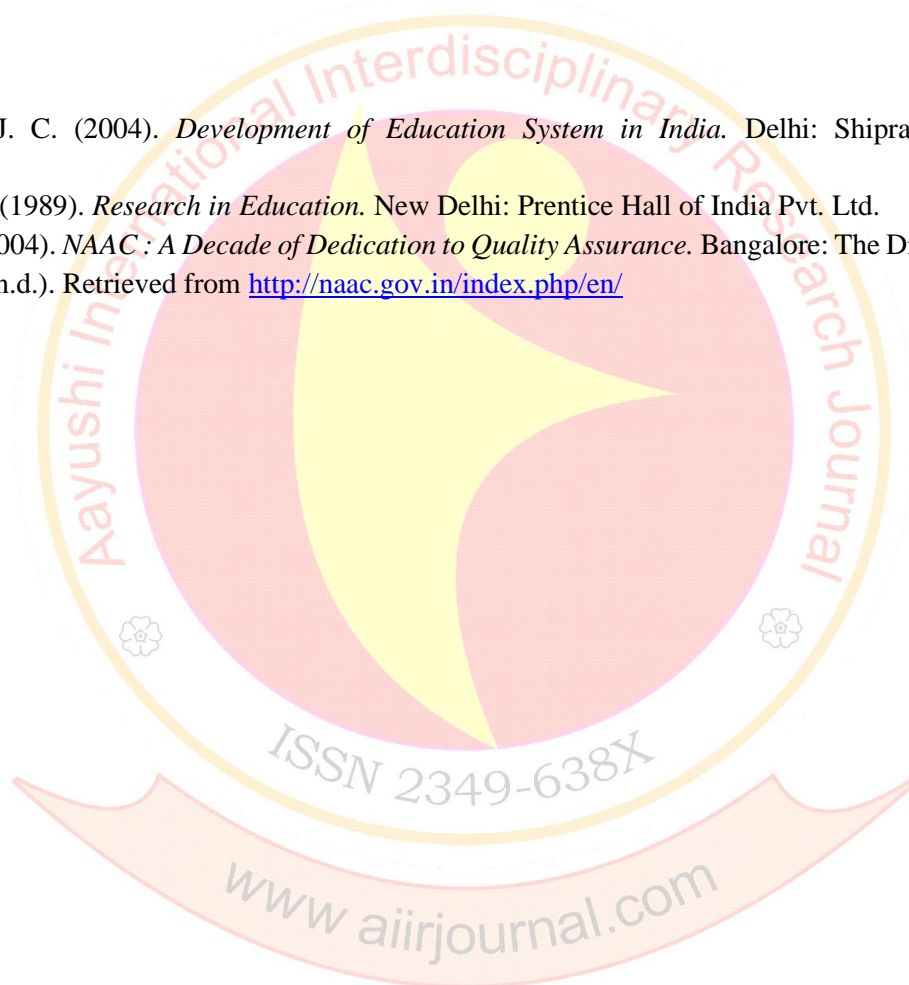 J. C. (2004). Development of Education System in India. Delhi: Shipra
(1989). Research in Education. New Delhi: Prentice Hall of India Pvt. Ltd.
004). NAAC : A Decade of Dedication to Quality Assurance. Bangalore: The Di
n.d.). Retrieved from http://naac.gov.in/index.php/en/
Aayushi International Interdisciplinary Research Journal
ISSN 2349-638X
www aiirjournal.com